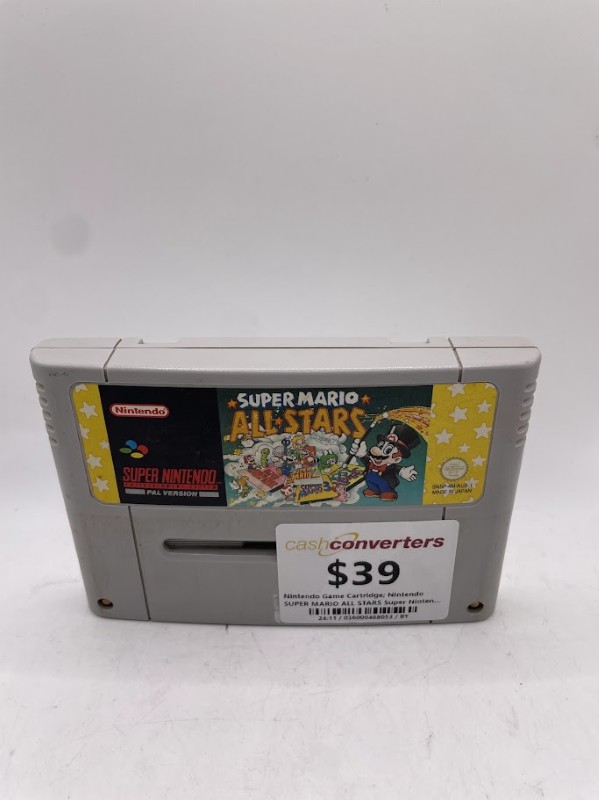 Nintendo
SUPER NINTENDO
PAL VERSION
SUPER MARIO
ALL★STARS
MADE IN JAPAN
cashconverters
$39
Nintendo Game Cartridge; Nintendo
SUPER MARIO ALL STARS Super Ninten...